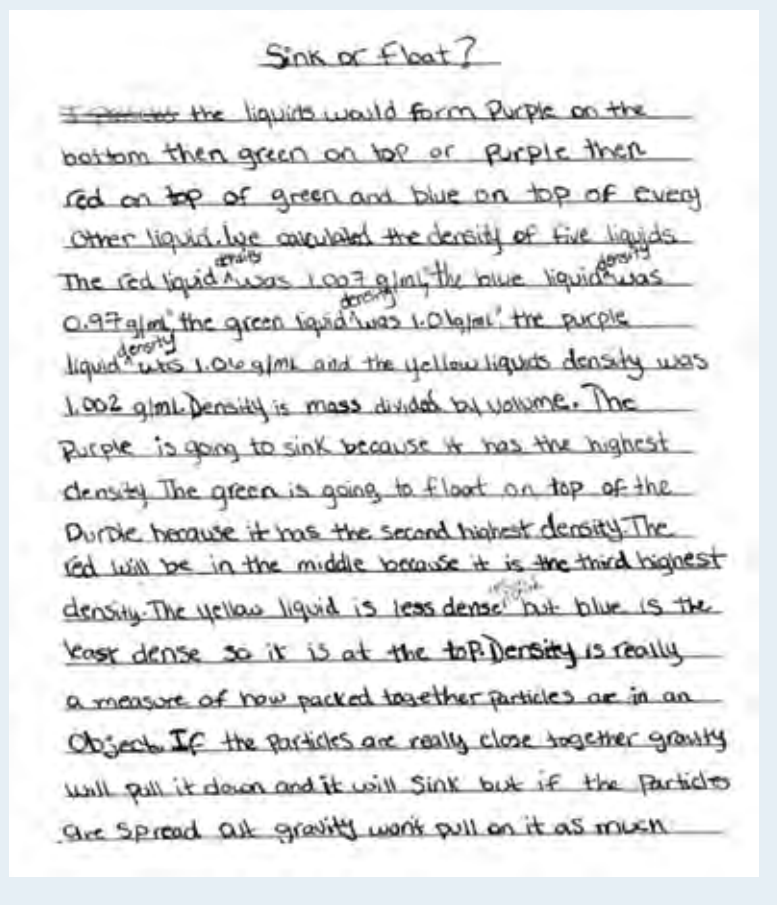 Sink or Float?
the liquids would form Purple on the
bottom then green on top of Purple then
red on top of green and blue on top of every
Other liquid. We calculated the density of five liquids.
The red liquid ^density was 1.007 g/ml, the blue liquid ^density was
0.97 g/ml, the green liquid ^density was 1.01 g/ml, the purple
liquid ^density was 1.06 g/ml and the yellow liquids density was
1.002 g/ml. Density is mass divided by volume. The
Purple is going to sink because it has the highest
density. The green is going to float on top of the
Purple because it has the second highest density. The
red will be in the middle because it is the third highest
density. The yellow liquid is less dense but blue is the
least dense so it is at the top. Density is really
a measure of how packed together particles are in an
Object. If the Particles are really close together gravity
will pull it down and it will Sink but if the Particles
are Spread out gravity won't pull on it as much